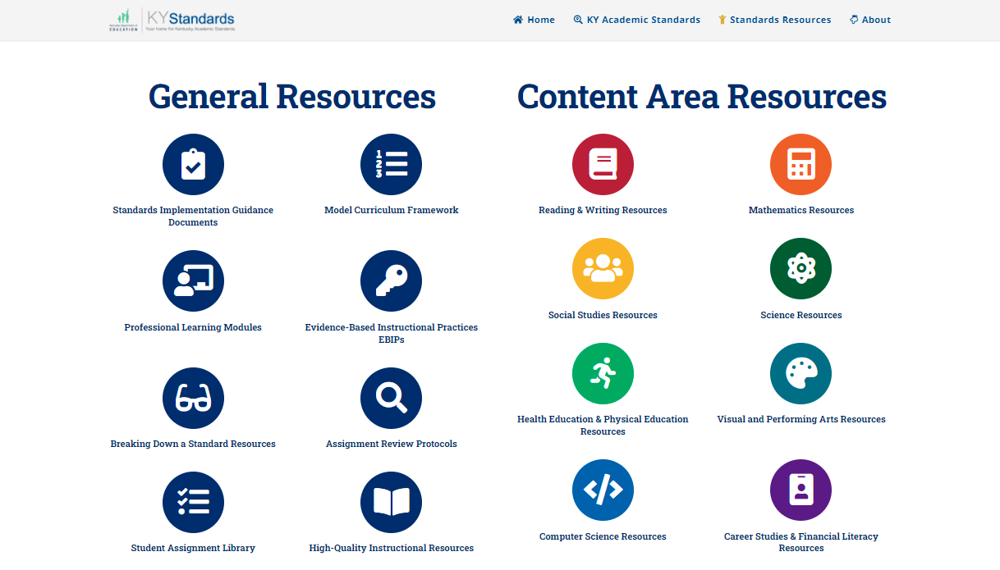 KYStandards
Kentucky Department of
EDUCATION
Your home for Kentucky Academic Standards.
Home
KY Academic Standards
Standards Resources
About
General Resources
Standards Implementation Guidance
Documents
Model Curriculum Framework
Professional Learning Modules
Evidence-Based Instructional Practices
EBIPs
Breaking Down a Standard Resources
Assignment Review Protocols
Student Assignment Library
High-Quality Instructional Resources
Content Area Resources
Reading & Writing Resources
Mathematics Resources
Social Studies Resources
Science Resources
Health Education & Physical Education
Resources
Visual and Performing Arts Resources
Computer Science Resources
Career Studies & Financial Literacy
Resources
1
2
3